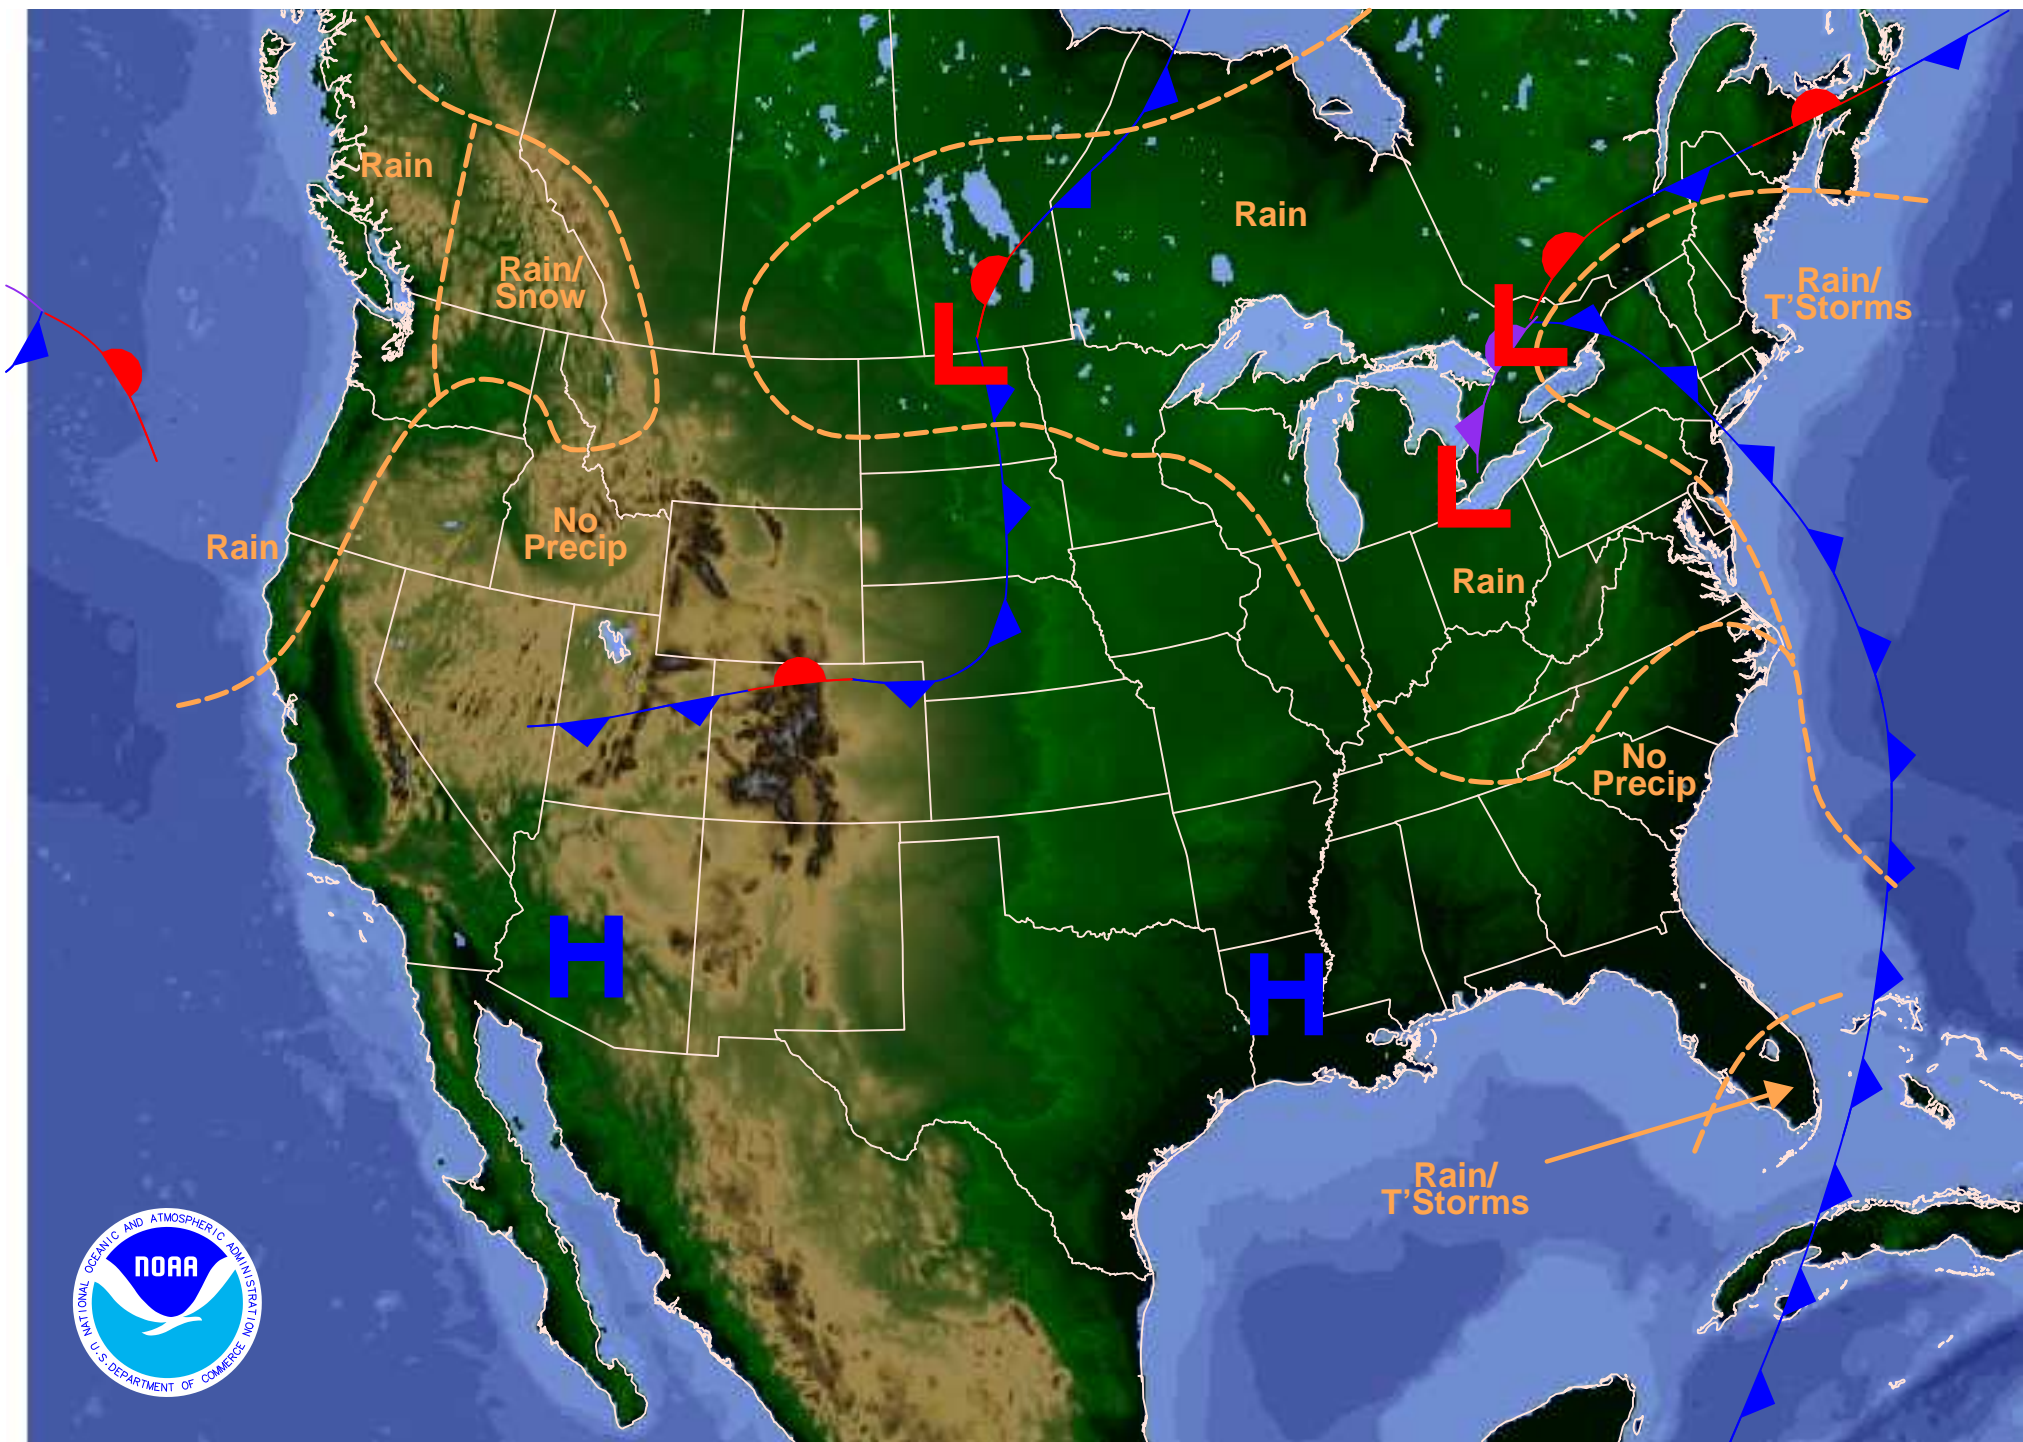 Rain
Rain
Rain/
Snow
Rain/
T'Storms
L
L
L
Rain
No
Precip
Rain
No
Precip
H
H
Rain/
T'Storms
NATIONAL OCEANIC AND ATMOSPHERIC ADMINISTRATION
NOAA
U.S. DEPARTMENT OF COMMERCE